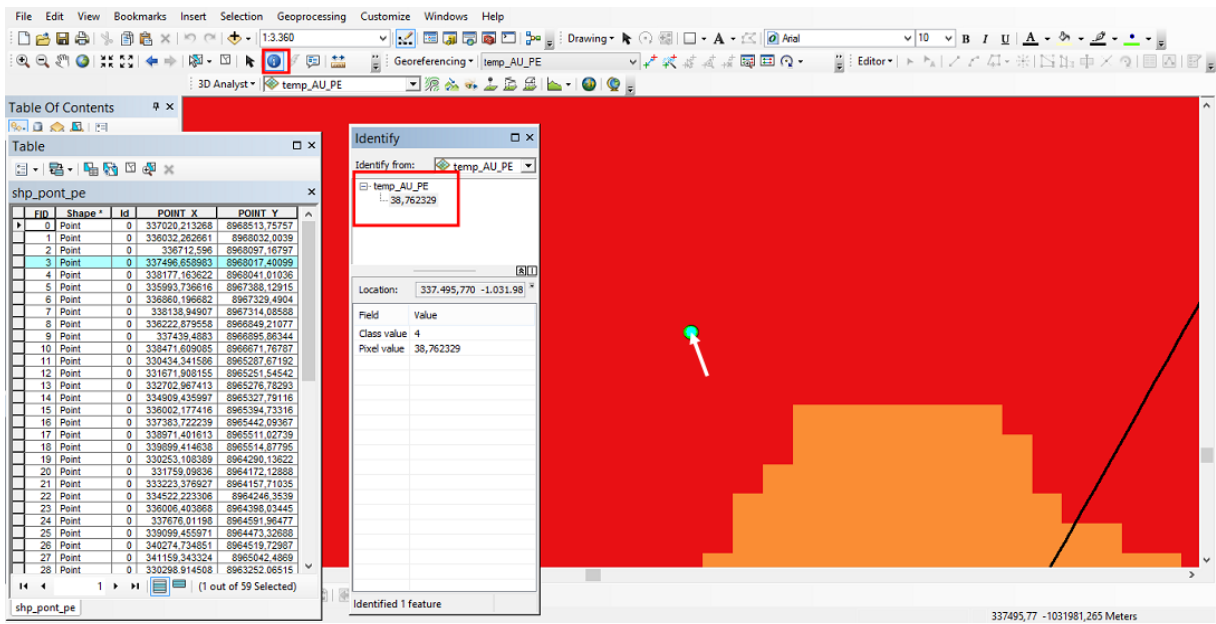 File Edit View Bookmarks Insert Selection Geoprocessing Customize Windows Help
1:3.360 Drawing A Arial 10 B I U A
Georeferencing temp_AU_PE Editor
3D Analyst temp_AU_PE
Table Of Contents
Table
shp_pont_pe
FID Shape * Id POINT_X POINT_Y
0 Point 0 337020,213268 8968513,75757
1 Point 0 336032,262661 8968032,0039
2 Point 0 336712,596 8968097,16797
3 Point 0 337496,658983 8968017,40099
4 Point 0 338177,163622 8968041,01036
5 Point 0 335993,736616 8967388,12915
6 Point 0 336860,196682 8967329,4904
7 Point 0 338138,94907 8967314,08588
8 Point 0 336222,879558 8966849,21077
9 Point 0 337439,4883 8966895,86344
10 Point 0 338471,609085 8966671,76787
11 Point 0 330434,341586 8965287,67192
12 Point 0 331671,908155 8965251,54542
13 Point 0 332702,967413 8965276,78293
14 Point 0 334909,435997 8965327,79116
15 Point 0 336002,177416 8965394,73316
16 Point 0 337383,722239 8965442,09367
17 Point 0 338971,401613 8965511,02739
18 Point 0 339899,414638 8965514,87795
19 Point 0 330253,108389 8964290,13622
20 Point 0 331759,09836 8964172,12888
21 Point 0 333223,376927 8964157,71035
22 Point 0 334522,223306 8964246,3539
23 Point 0 336006,403868 8964398,03445
24 Point 0 337676,01198 8964591,96477
25 Point 0 339099,455971 8964473,32688
26 Point 0 340274,734851 8964519,72987
27 Point 0 341159,343324 8965042,4869
28 Point 0 330298,914508 8963252,06515
1 (1 out of 59 Selected)
shp_pont_pe
Identify
Identify from: temp_AU_PE
temp_AU_PE
38,762329
Location: 337.495,770 -1.031.98
Field Value
Class value 4
Pixel value 38,762329
Identified 1 feature
337495,77 -1031981,265 Meters